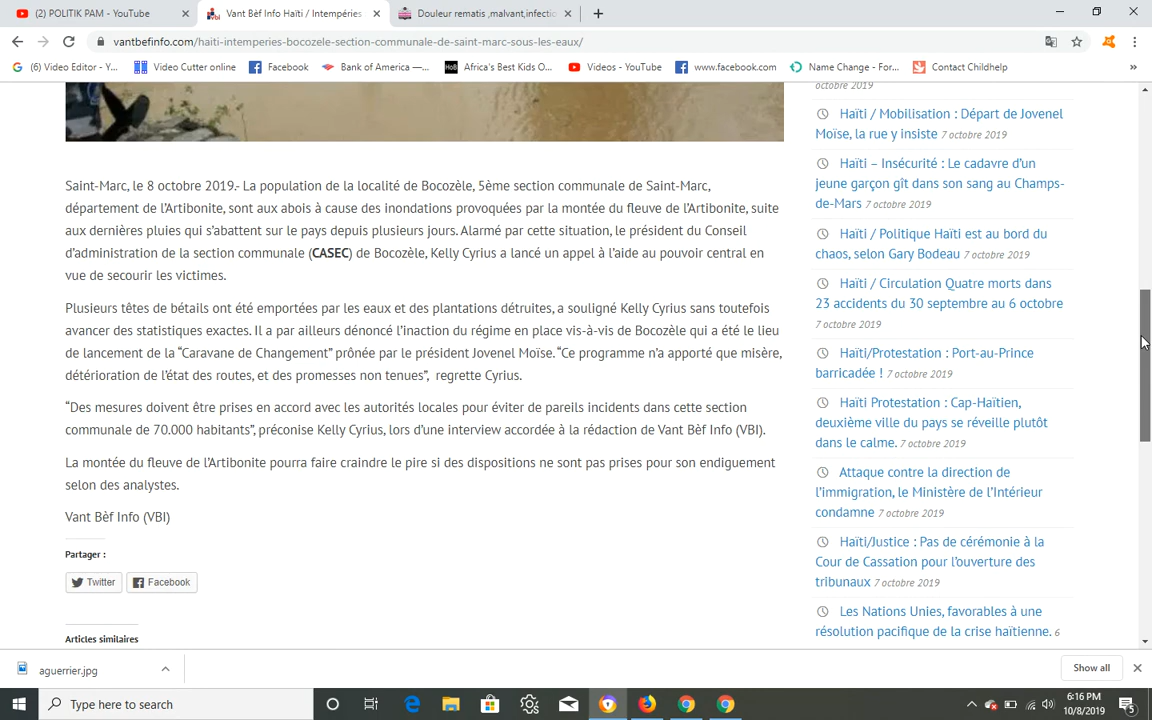 (2) POLITIK PAM - YouTube
Vant Bèf Info Haïti / Intempéries
Douleur rematis ,malvant,infectio
vantbefinfo.com/haiti-intemperies-bocozele-section-communale-de-saint-marc-sous-les-eaux/
(6) Video Editor - Y...
Video Cutter online
Facebook
Bank of America —...
Africa's Best Kids O...
Videos - YouTube
www.facebook.com
Name Change - For...
Contact Childhelp
»
Saint-Marc, le 8 octobre 2019.- La population de la localité de Bocozèle, 5ème section communale de Saint-Marc,
département de l'Artibonite, sont aux abois à cause des inondations provoquées par la montée du fleuve de l'Artibonite, suite
aux dernières pluies qui s'abattent sur le pays depuis plusieurs jours. Alarmé par cette situation, le président du Conseil
d'administration de la section communale (CASEC) de Bocozèle, Kelly Cyrius a lancé un appel à l'aide au pouvoir central en
vue de secourir les victimes.
Plusieurs têtes de bétails ont été emportées par les eaux et des plantations détruites, a souligné Kelly Cyrius sans toutefois
avancer des statistiques exactes. Il a par ailleurs dénoncé l'inaction du régime en place vis-à-vis de Bocozèle qui a été le lieu
de lancement de la “Caravane de Changement” prônée par le président Jovenel Moïse. “Ce programme n'a apporté que misère,
détérioration de l'état des routes, et des promesses non tenues”, regrette Cyrius.
“Des mesures doivent être prises en accord avec les autorités locales pour éviter de pareils incidents dans cette section
communale de 70.000 habitants”, préconise Kelly Cyrius, lors d'une interview accordée à la rédaction de Vant Bèf Info (VBI).
La montée du fleuve de l'Artibonite pourra faire craindre le pire si des dispositions ne sont pas prises pour son endiguement
selon des analystes.
Vant Bèf Info (VBI)
Partager :
Twitter
Facebook
Articles similaires
octobre 2019
Haïti / Mobilisation : Départ de Jovenel
Moïse, la rue y insiste 7 octobre 2019
Haïti – Insécurité : Le cadavre d'un
jeune garçon gît dans son sang au Champs-
de-Mars 7 octobre 2019
Haïti / Politique Haïti est au bord du
chaos, selon Gary Bodeau 7 octobre 2019
Haïti / Circulation Quatre morts dans
23 accidents du 30 septembre au 6 octobre
7 octobre 2019
Haïti/Protestation : Port-au-Prince
barricadée ! 7 octobre 2019
Haïti Protestation : Cap-Haïtien,
deuxième ville du pays se réveille plutôt
dans le calme. 7 octobre 2019
Attaque contre la direction de
l'immigration, le Ministère de l'Intérieur
condamne 7 octobre 2019
Haïti/Justice : Pas de cérémonie à la
Cour de Cassation pour l'ouverture des
tribunaux 7 octobre 2019
Les Nations Unies, favorables à une
résolution pacifique de la crise haïtienne. 6
aguerrier.jpg
Show all
Type here to search
6:16 PM
10/8/2019
5